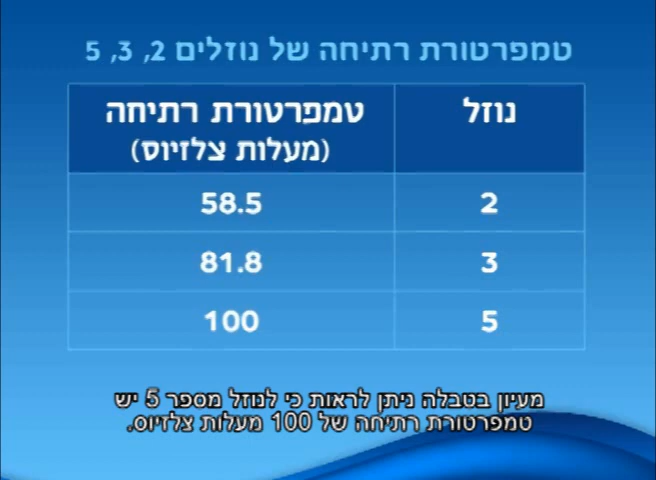 טמפרטורת רתיחה של נוזלים 2, 3, 5
נוזל
טמפרטורת רתיחה
(מעלות צלזיוס)
2
58.5
3
81.8
5
100
מעיון בטבלה ניתן לראות כי לנוזל מספר 5 יש
טמפרטורת רתיחה של 100 מעלות צלזיוס.